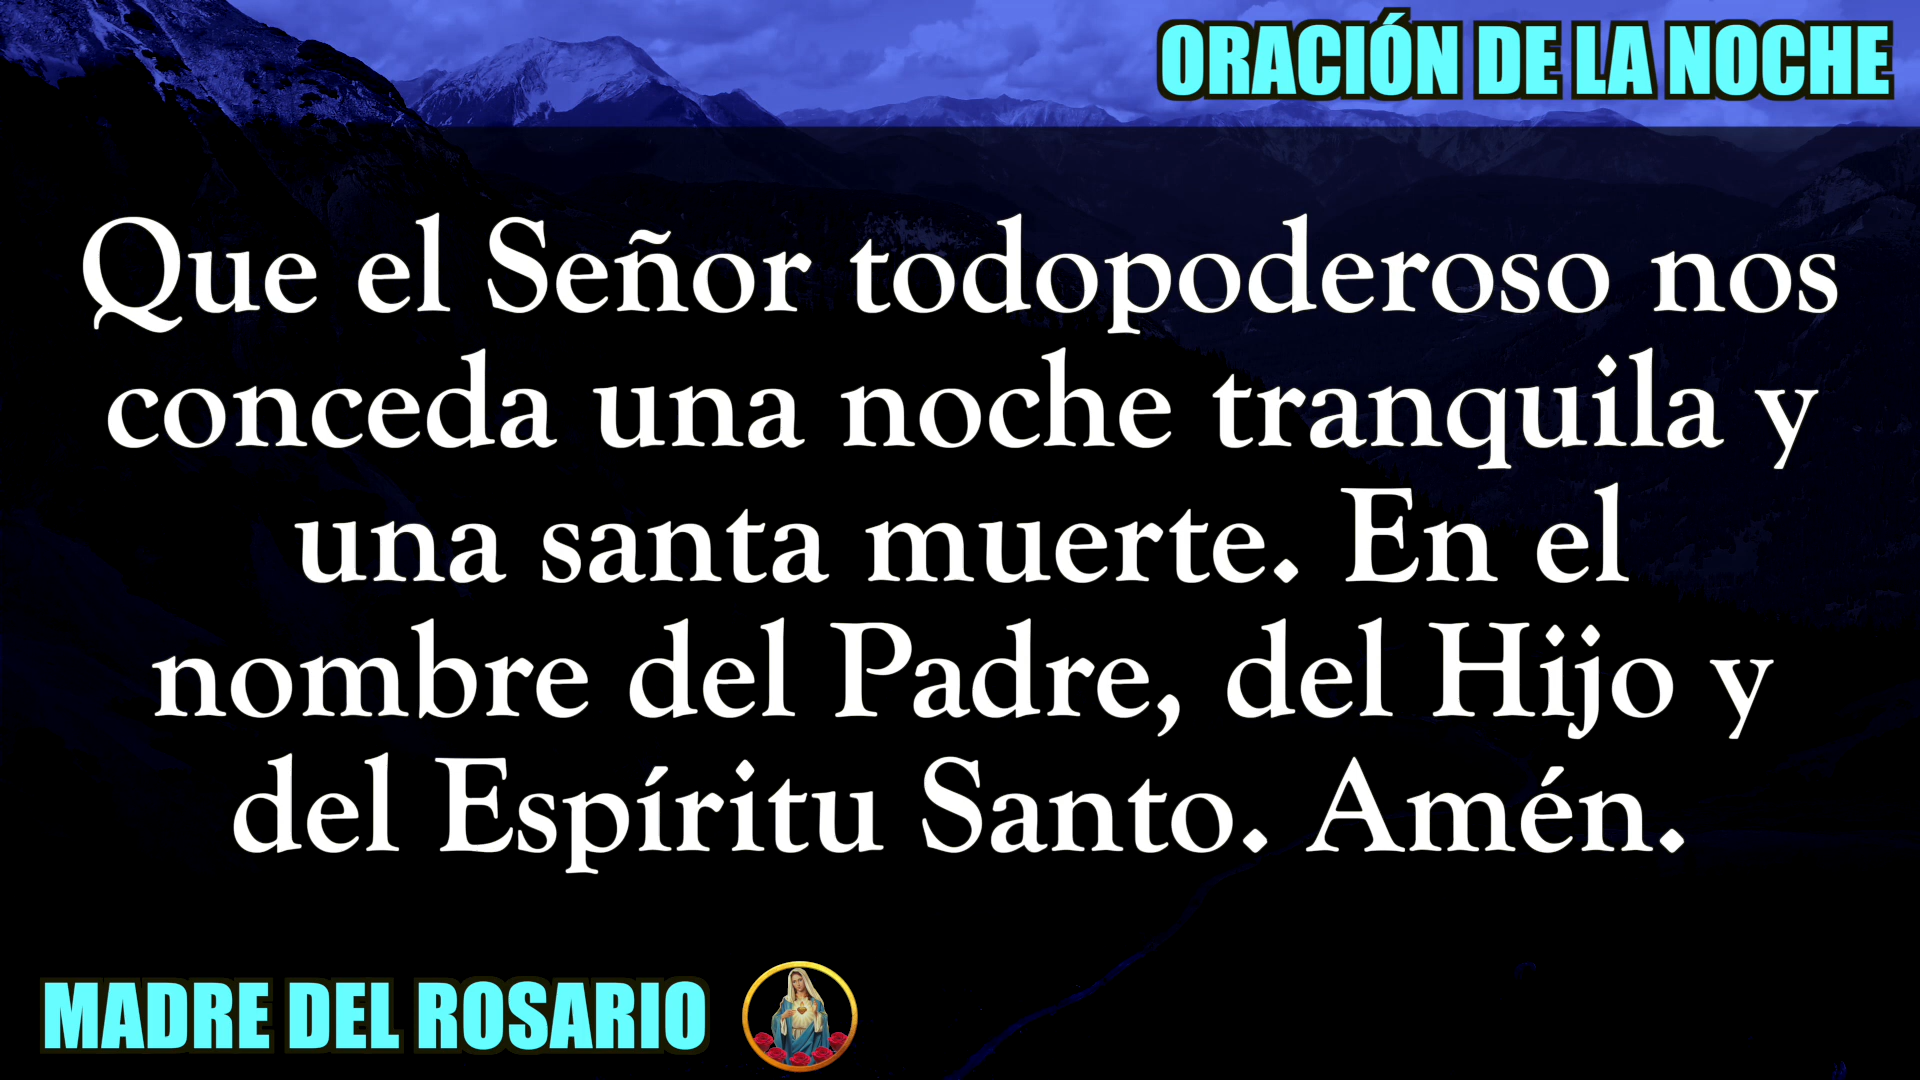 ORACIÓN DE LA NOCHE
Que el Señor todopoderoso nos
conceda una noche tranquila y
una santa muerte. En el
nombre del Padre, del Hijo y
del Espíritu Santo. Amén.
MADRE DEL ROSARIO